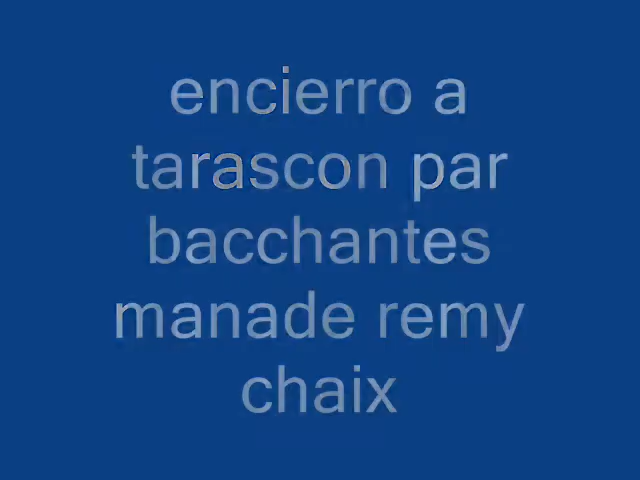 encierro a
tarascon par
bacchantes
manade remy
chaix